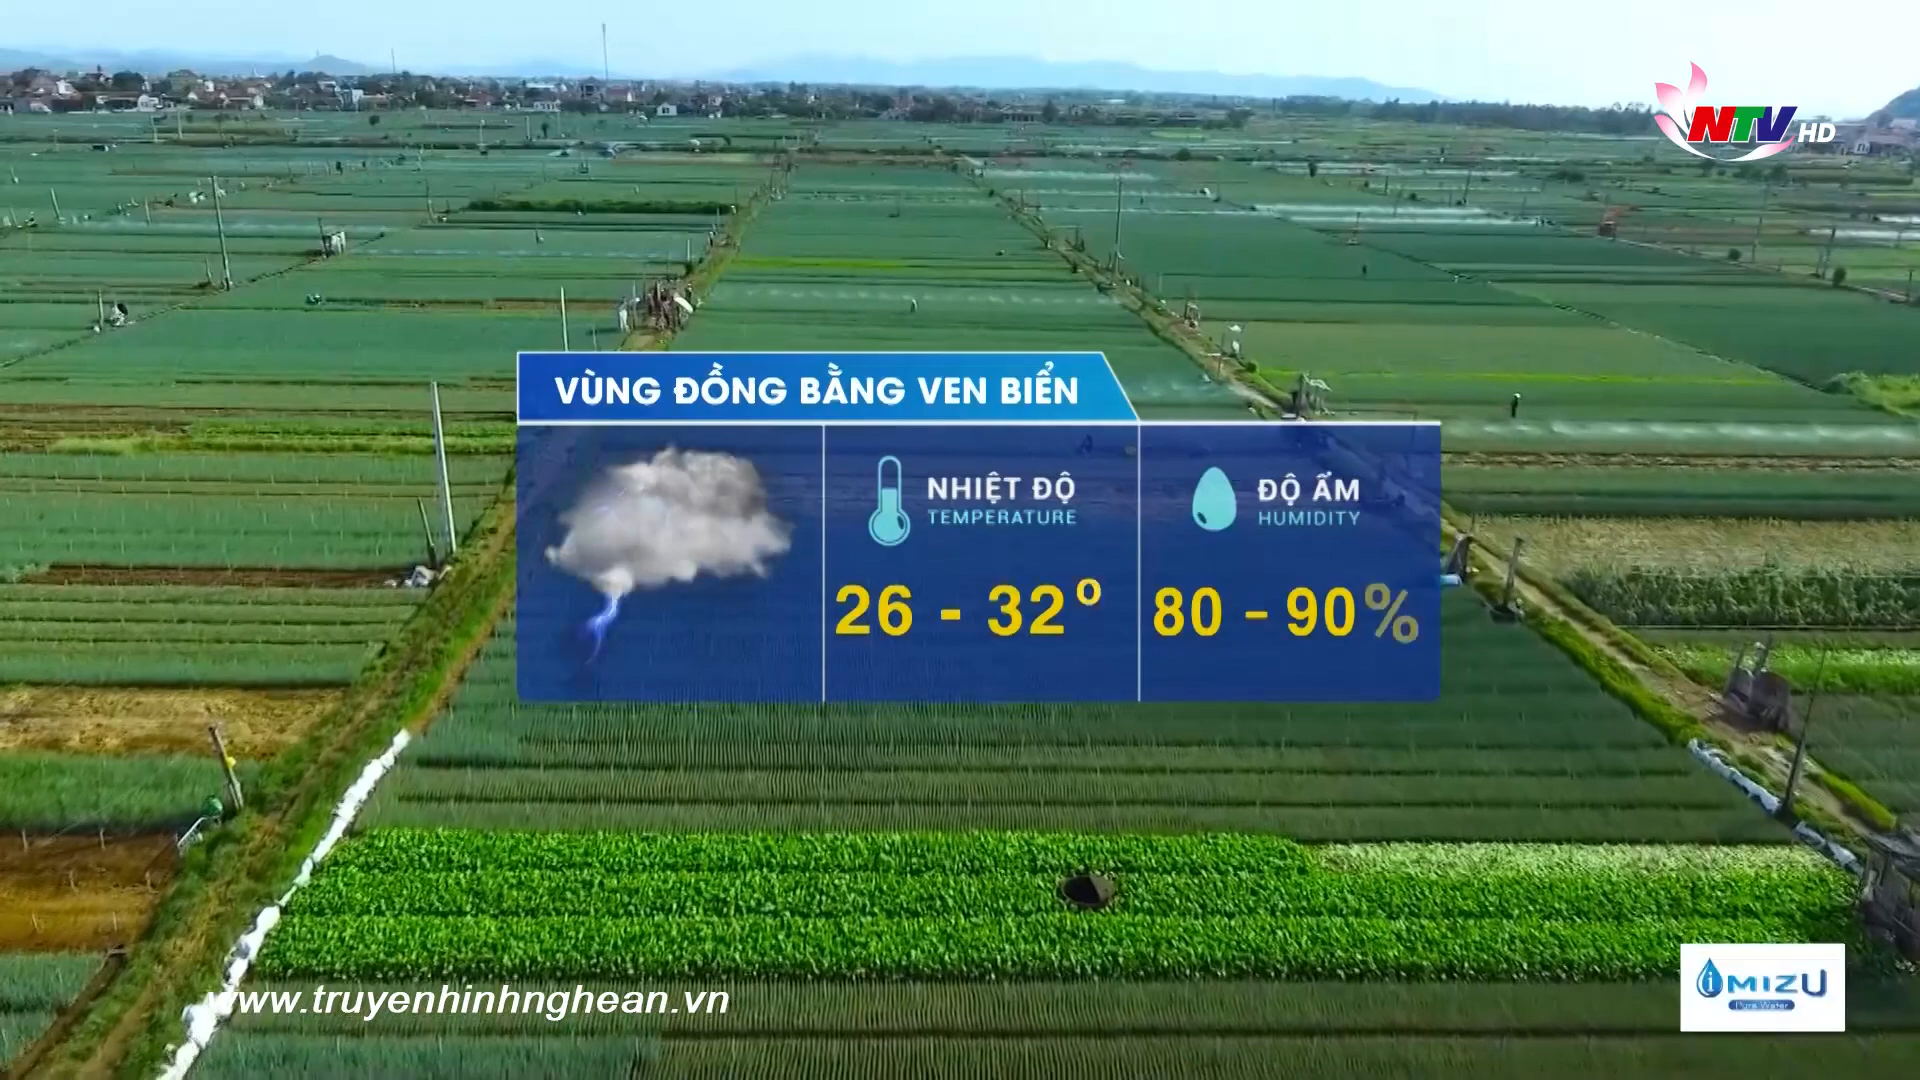 NTV HD
VÙNG ĐỒNG BẰNG VEN BIỂN
NHIỆT ĐỘ
TEMPERATURE
26 - 32°
ĐỘ ẨM
HUMIDITY
80 - 90%
www.truyenhinhnghean.vn
iMIZU
Pure Water